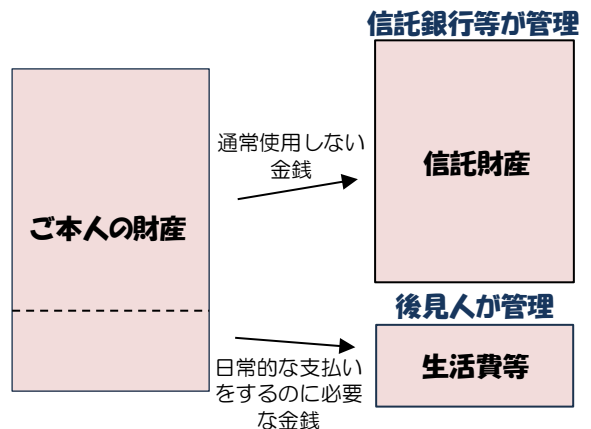 信託銀行等が管理
通常使用しない
金銭
信託財産
ご本人の財産
後見人が管理
日常的な支払い
をするのに必要
な金銭
生活費等